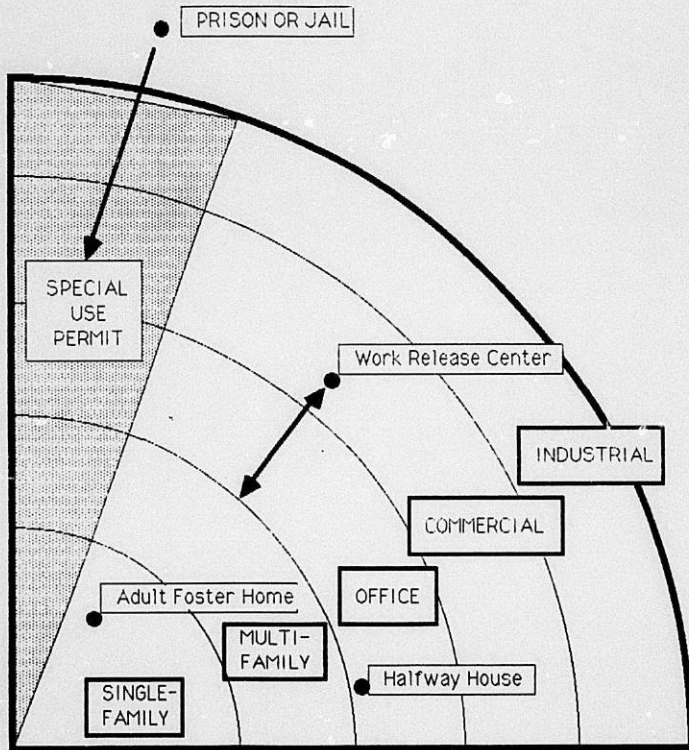 PRISON OR JAIL
SPECIAL
USE
PERMIT
Work Release Center
INDUSTRIAL
COMMERCIAL
Adult Foster Home
OFFICE
MULTI-
FAMILY
Halfway House
SINGLE-
FAMILY